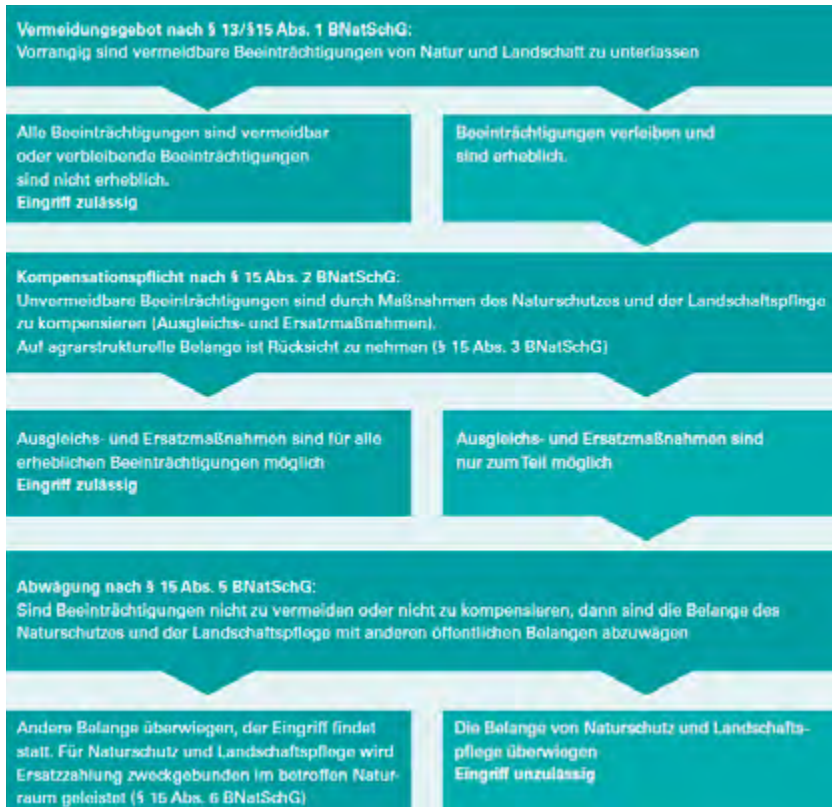 Vermeidungsgebot nach § 13/§15 Abs. 1 BNatSchG:
Vorrangig sind vermeidbare Beeinträchtigungen von Natur und Landschaft zu unterlassen
Alle Beeinträchtigungen sind vermeidbar
oder verbleibende Beeinträchtigungen
sind nicht erheblich.
Eingriff zulässig
Beeinträchtigungen verleiben und
sind erheblich.
Kompensationspflicht nach § 15 Abs. 2 BNatSchG:
Unvermeidbare Beeinträchtigungen sind durch Maßnahmen des Naturschutzes und der Landschaftpflege
zu kompensieren (Ausgleichs- und Ersatzmaßnahmen).
Auf agrarstrukturelle Belange ist Rücksicht zu nehmen (§ 15 Abs. 3 BNatSchG)
Ausgleichs- und Ersatzmaßnahmen sind für alle
erheblichen Beeinträchtigungen möglich
Eingriff zulässig
Ausgleichs- und Ersatzmaßnahmen sind
nur zum Teil möglich
Abwägung nach § 15 Abs. 5 BNatSchG:
Sind Beeinträchtigungen nicht zu vermeiden oder nicht zu kompensieren, dann sind die Belange des
Naturschutzes und der Landschaftpflege mit anderen öffentlichen Belangen abzuwägen
Andere Belange überwiegen, der Eingriff findet
statt. Für Naturschutz und Landschaftpflege wird
Ersatzzahlung zweckgebunden im betroffen Natur-
raum geleistet (§ 15 Abs. 6 BNatSchG)
Die Belange von Naturschutz und Landschafts-
pflege überwiegen
Eingriff unzulässig